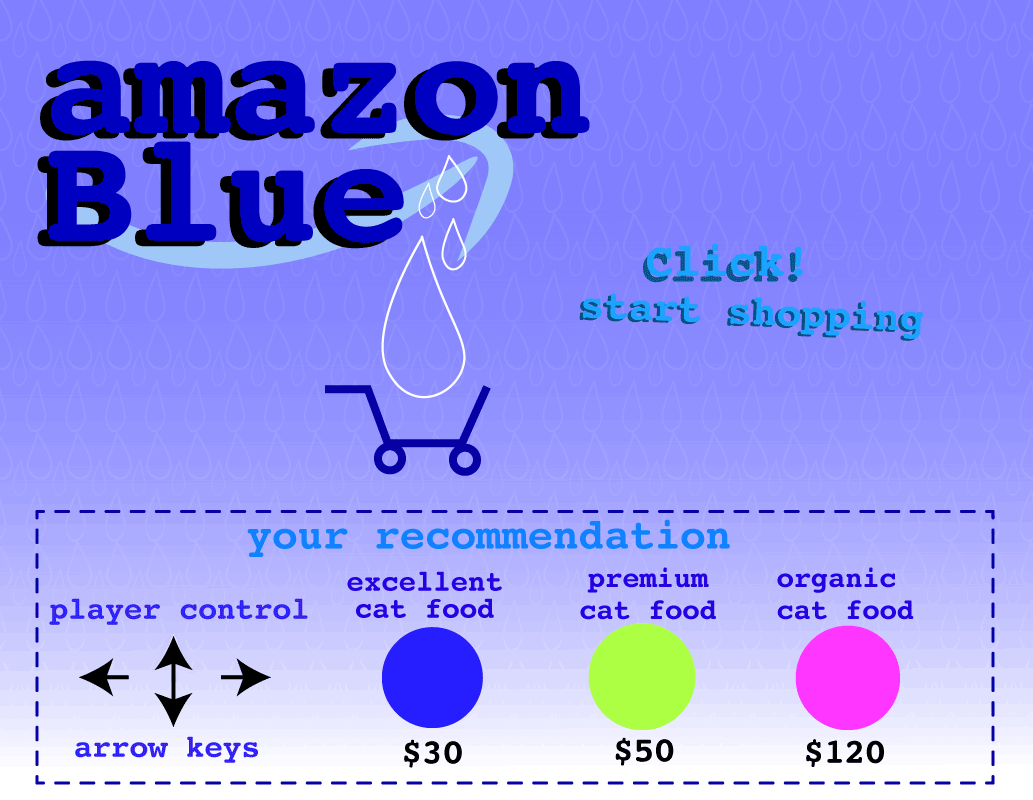 amazon
Blue
Click!
start shopping
your recommendation
player control
arrow keys
excellent
cat food
$30
premium
cat food
$50
organic
cat food
$120